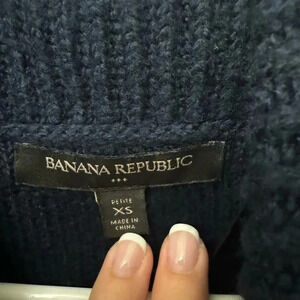 BANANA REPUBLIC
PETITE
XS
MADE IN
CHINA